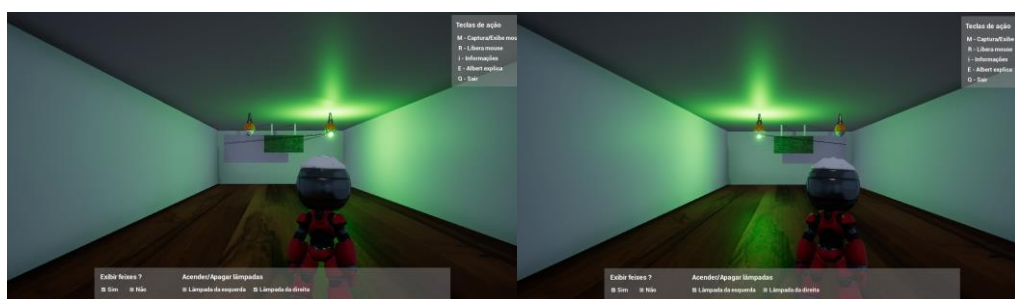 Teclas de ação
M - Captura/Exibe mou
R - Libera mouse
I - Informações
E - Albert explica
Q - Sair
Exibir feixes ? Acender/Apagar lâmpadas
Sim Não Lâmpada da esquerda Lâmpada da direita
Teclas de ação
M - Captura/Exibe
R - Libera mouse
I - Informações
E - Albert explica
Q - Sair
Exibir feixes ? Acender/Apagar lâmpadas
Sim Não Lâmpada da esquerda Lâmpada da direita